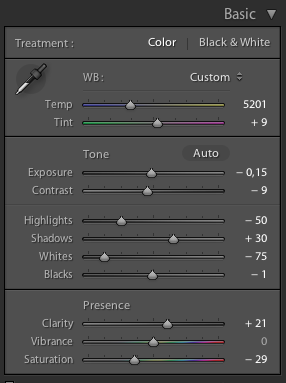 Basic
Treatment : Color | Black & White
WB : Custom
Temp 5201
Tint + 9
Tone Auto
Exposure − 0,15
Contrast − 9
Highlights − 50
Shadows + 30
Whites − 75
Blacks − 1
Presence
Clarity + 21
Vibrance 0
Saturation − 29